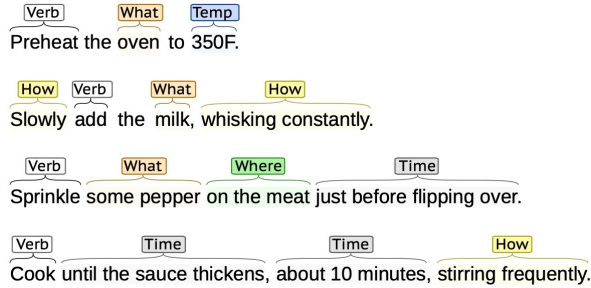 Verb What Temp
Preheat the oven to 350F.
How Verb What How
Slowly add the milk, whisking constantly.
Verb What Where Time
Sprinkle some pepper on the meat just before flipping over.
Verb Time Time How
Cook until the sauce thickens, about 10 minutes, stirring frequently.